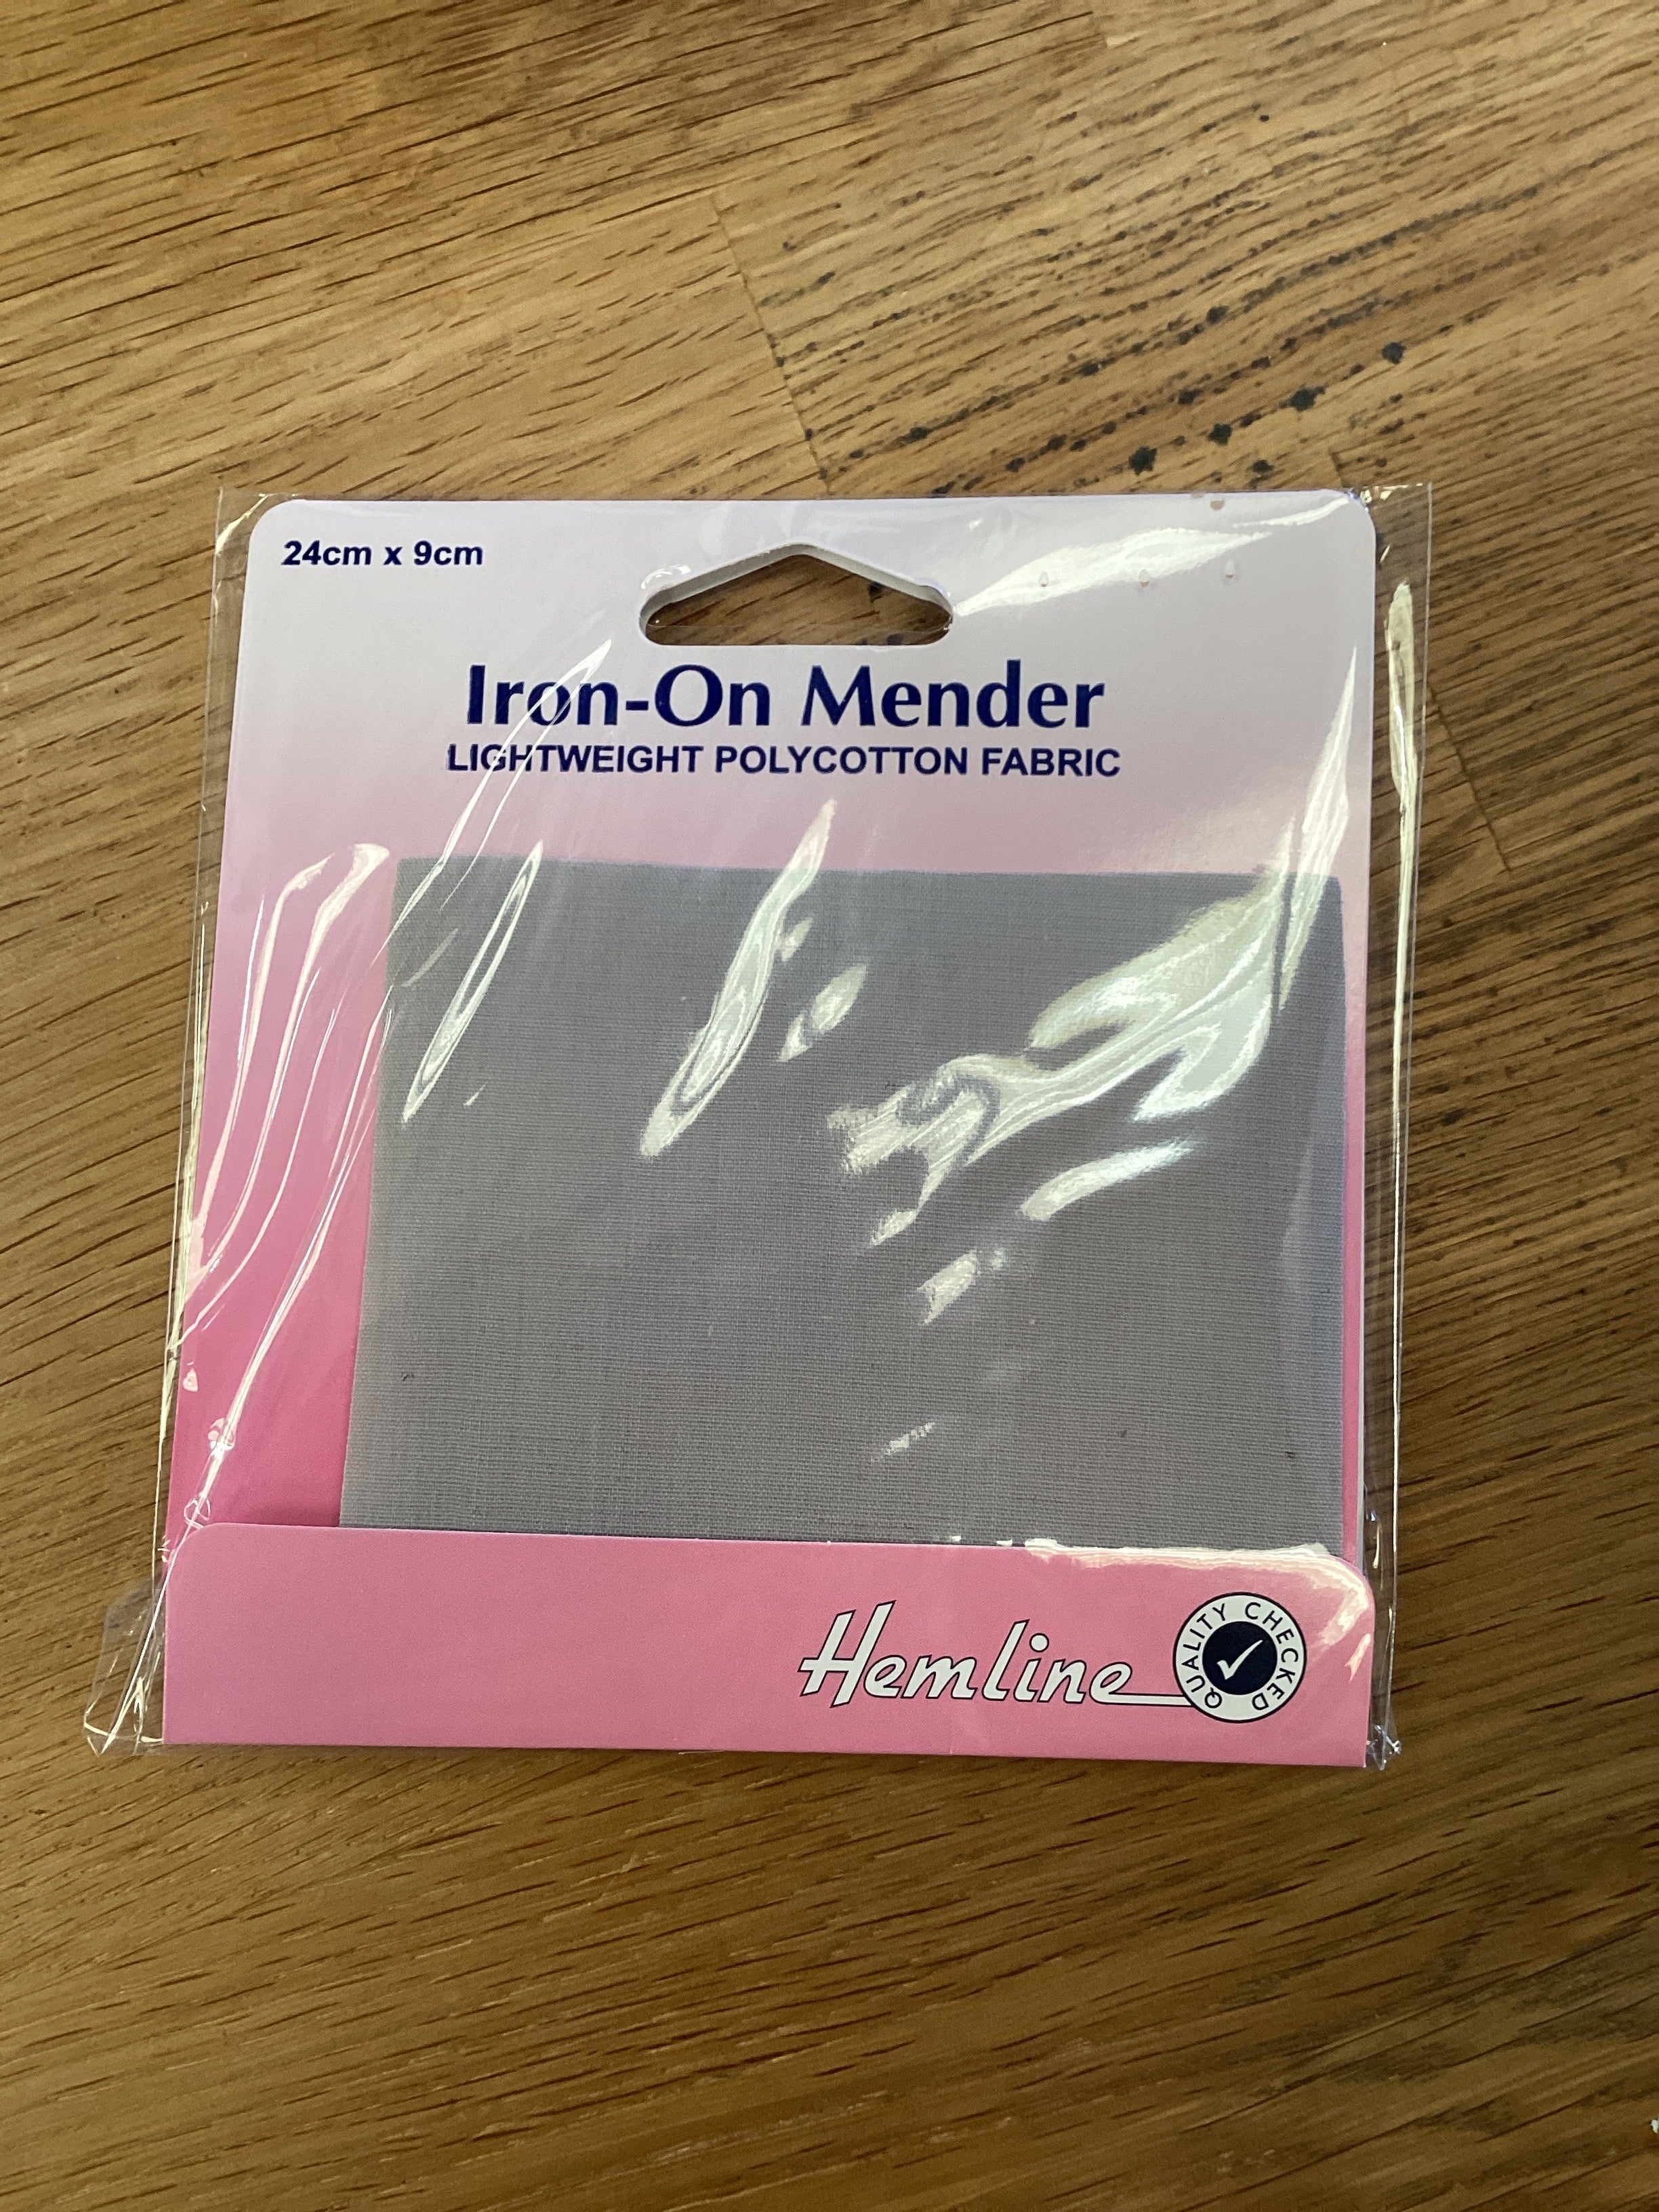 24cm x 9cm
Iron-On Mender
LIGHTWEIGHT POLYCOTTON FABRIC
Hemline
QUALITY CHECKED